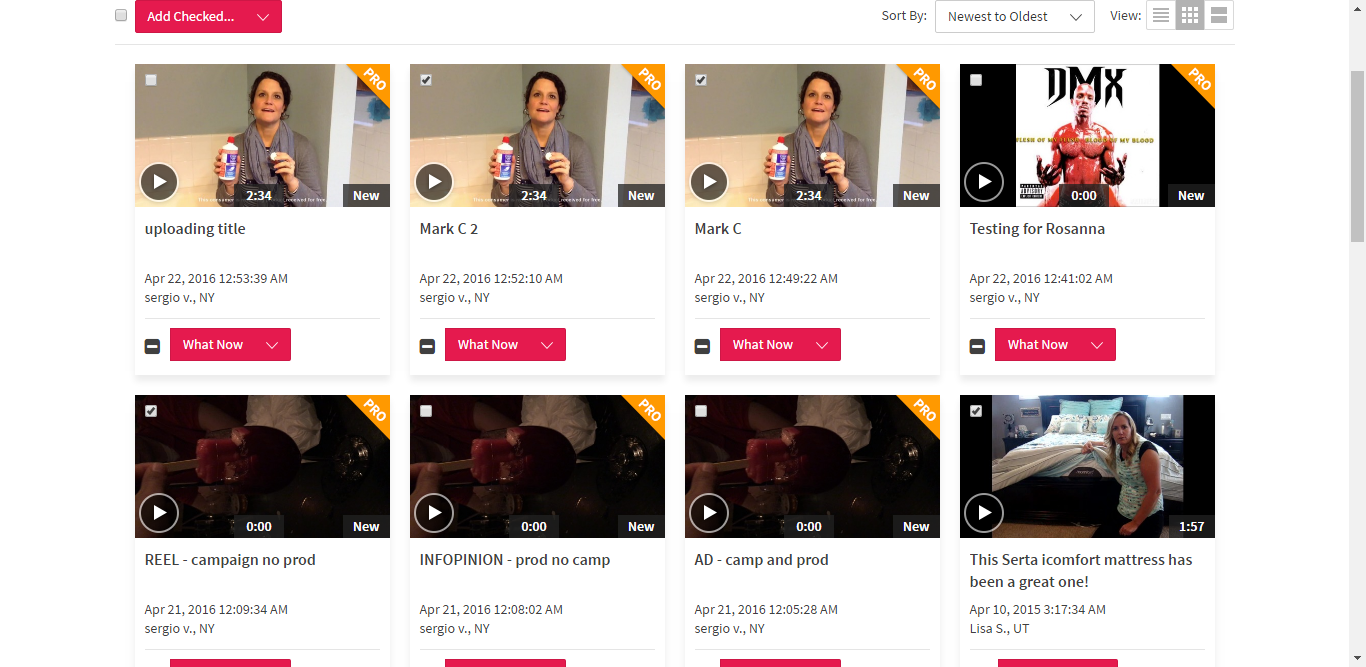 Add Checked...
Sort By:
Newest to Oldest
View:
PRO
2:34
New
PRO
2:34
New
PRO
2:34
New
DMX
FLESH OF MY FLESH, BLOOD OF MY BLOOD
PRO
0:00
New
uploading title
Mark C 2
Mark C
Testing for Rosanna
Apr 22, 2016 12:53:39 AM
sergio v., NY
Apr 22, 2016 12:52:10 AM
sergio v., NY
Apr 22, 2016 12:49:22 AM
sergio v., NY
Apr 22, 2016 12:41:02 AM
sergio v., NY
What Now
What Now
What Now
What Now
PRO
0:00
New
PRO
0:00
New
PRO
0:00
New
1:57
REEL - campaign no prod
INFOPINION - prod no camp
AD - camp and prod
This Serta icomfort mattress has
been a great one!
Apr 21, 2016 12:09:34 AM
sergio v., NY
Apr 21, 2016 12:08:02 AM
sergio v., NY
Apr 21, 2016 12:05:28 AM
sergio v., NY
Apr 10, 2015 3:17:34 AM
Lisa S., UT